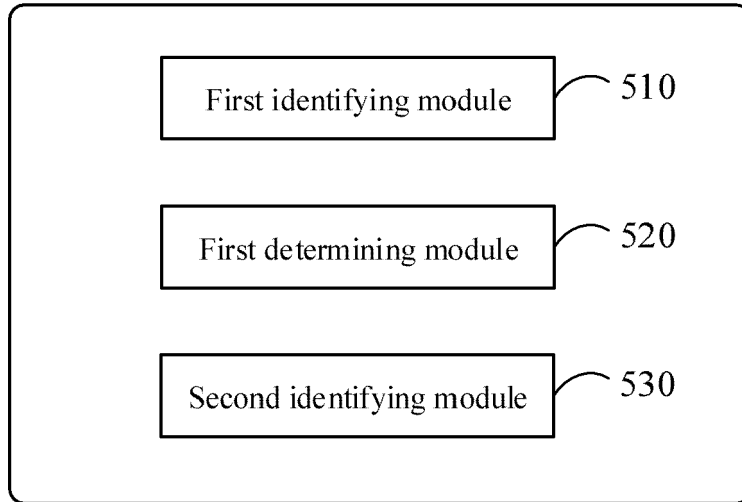 First identifying module
510
First determining module
520
Second identifying module
530